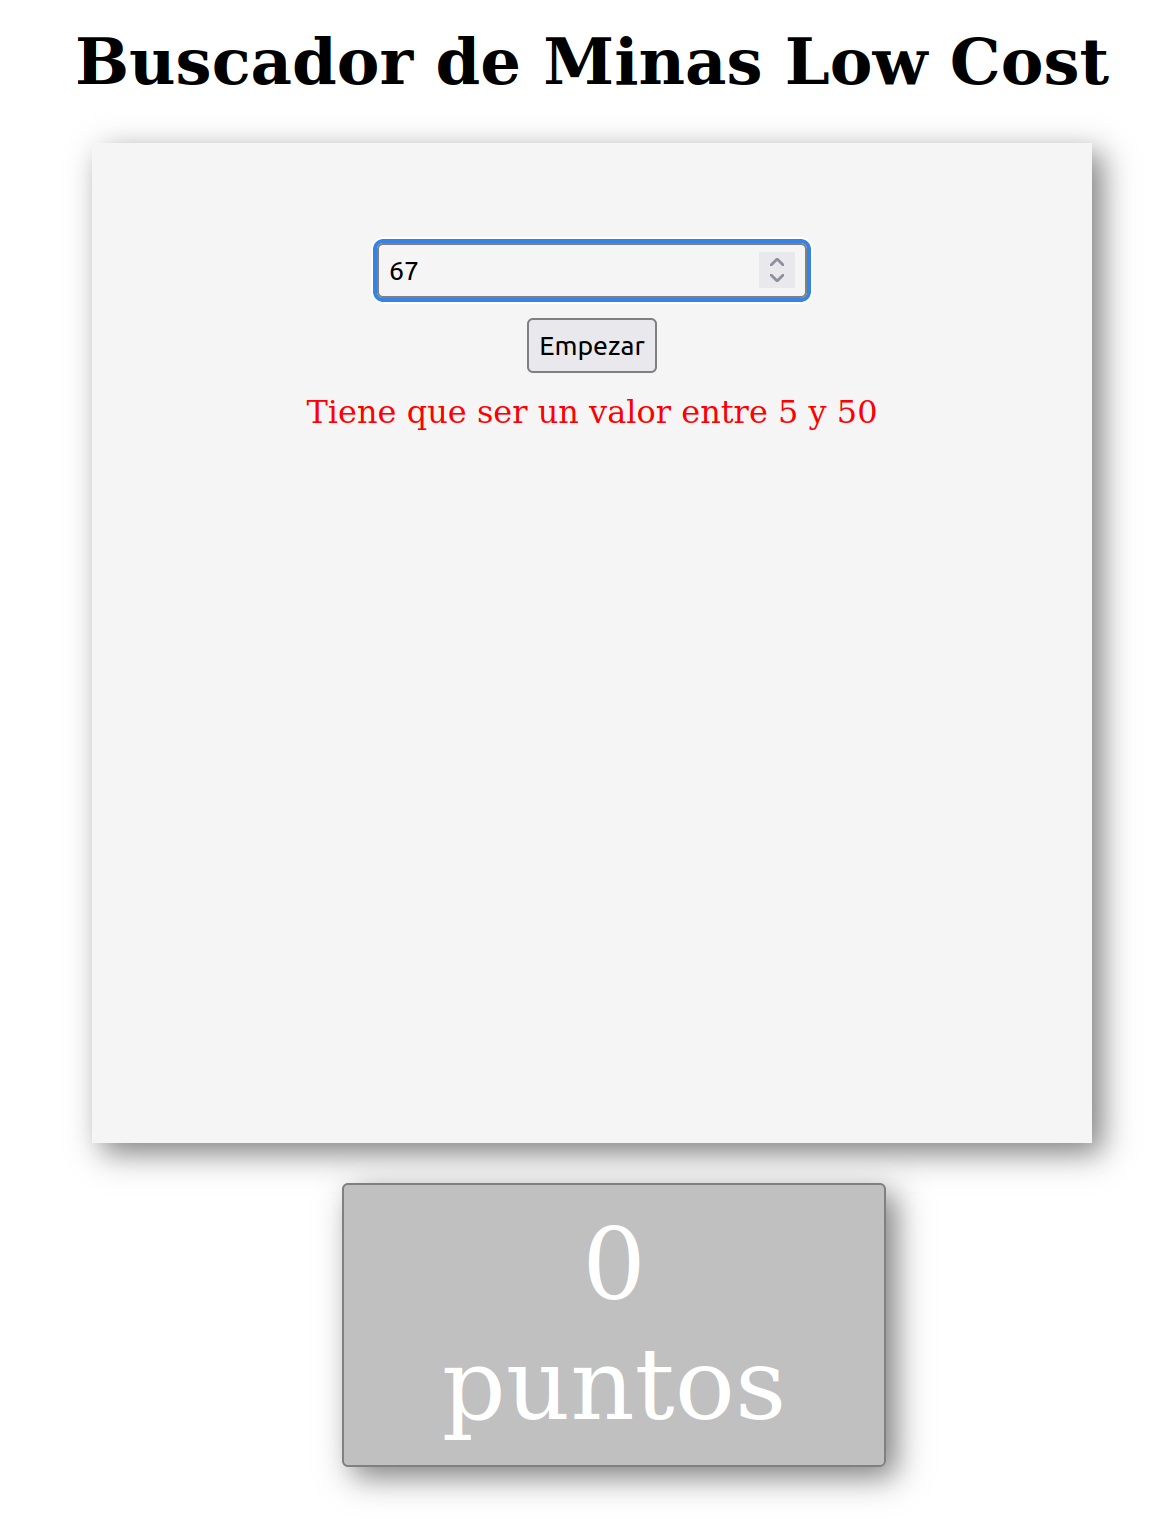 Buscador de Minas Low Cost
67
Empezar
Tiene que ser un valor entre 5 y 50
0
puntos